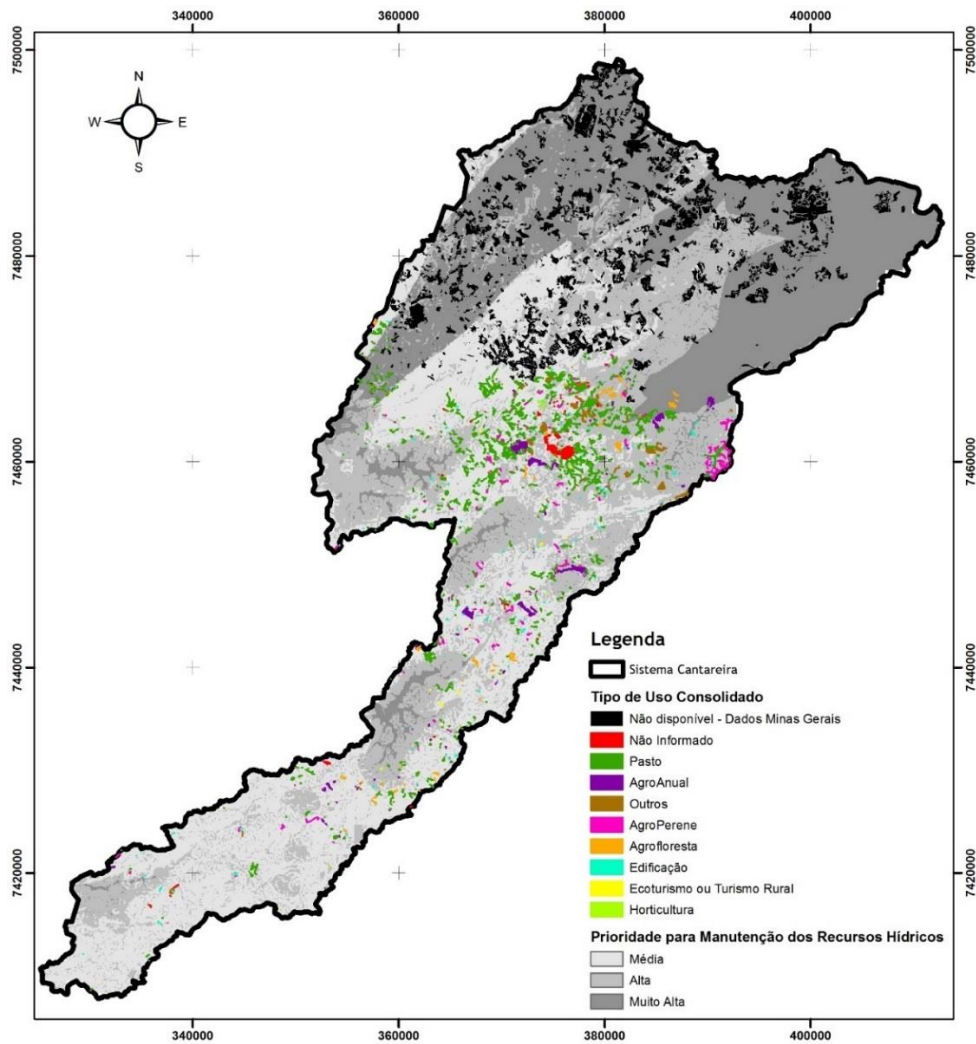 340000 360000 380000 400000
7500000 7500000
N
W E
S
7480000 7480000
7460000 7460000
7440000 7440000
7420000 7420000
Legenda
Sistema Cantareira
Tipo de Uso Consolidado
Não disponível - Dados Minas Gerais
Não Informado
Pasto
AgroAnual
Outros
AgroPerene
Agrofloresta
Edificação
Ecoturismo ou Turismo Rural
Horticultura
Prioridade para Manutenção dos Recursos Hídricos
Média
Alta
Muito Alta
340000 360000 380000 400000